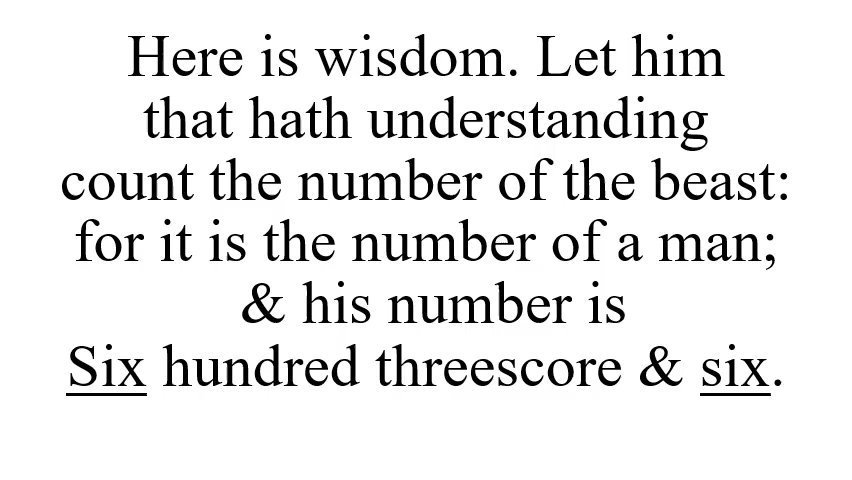 Here is wisdom. Let him
that hath understanding
count the number of the beast:
for it is the number of a man;
& his number is
Six hundred threescore & six.